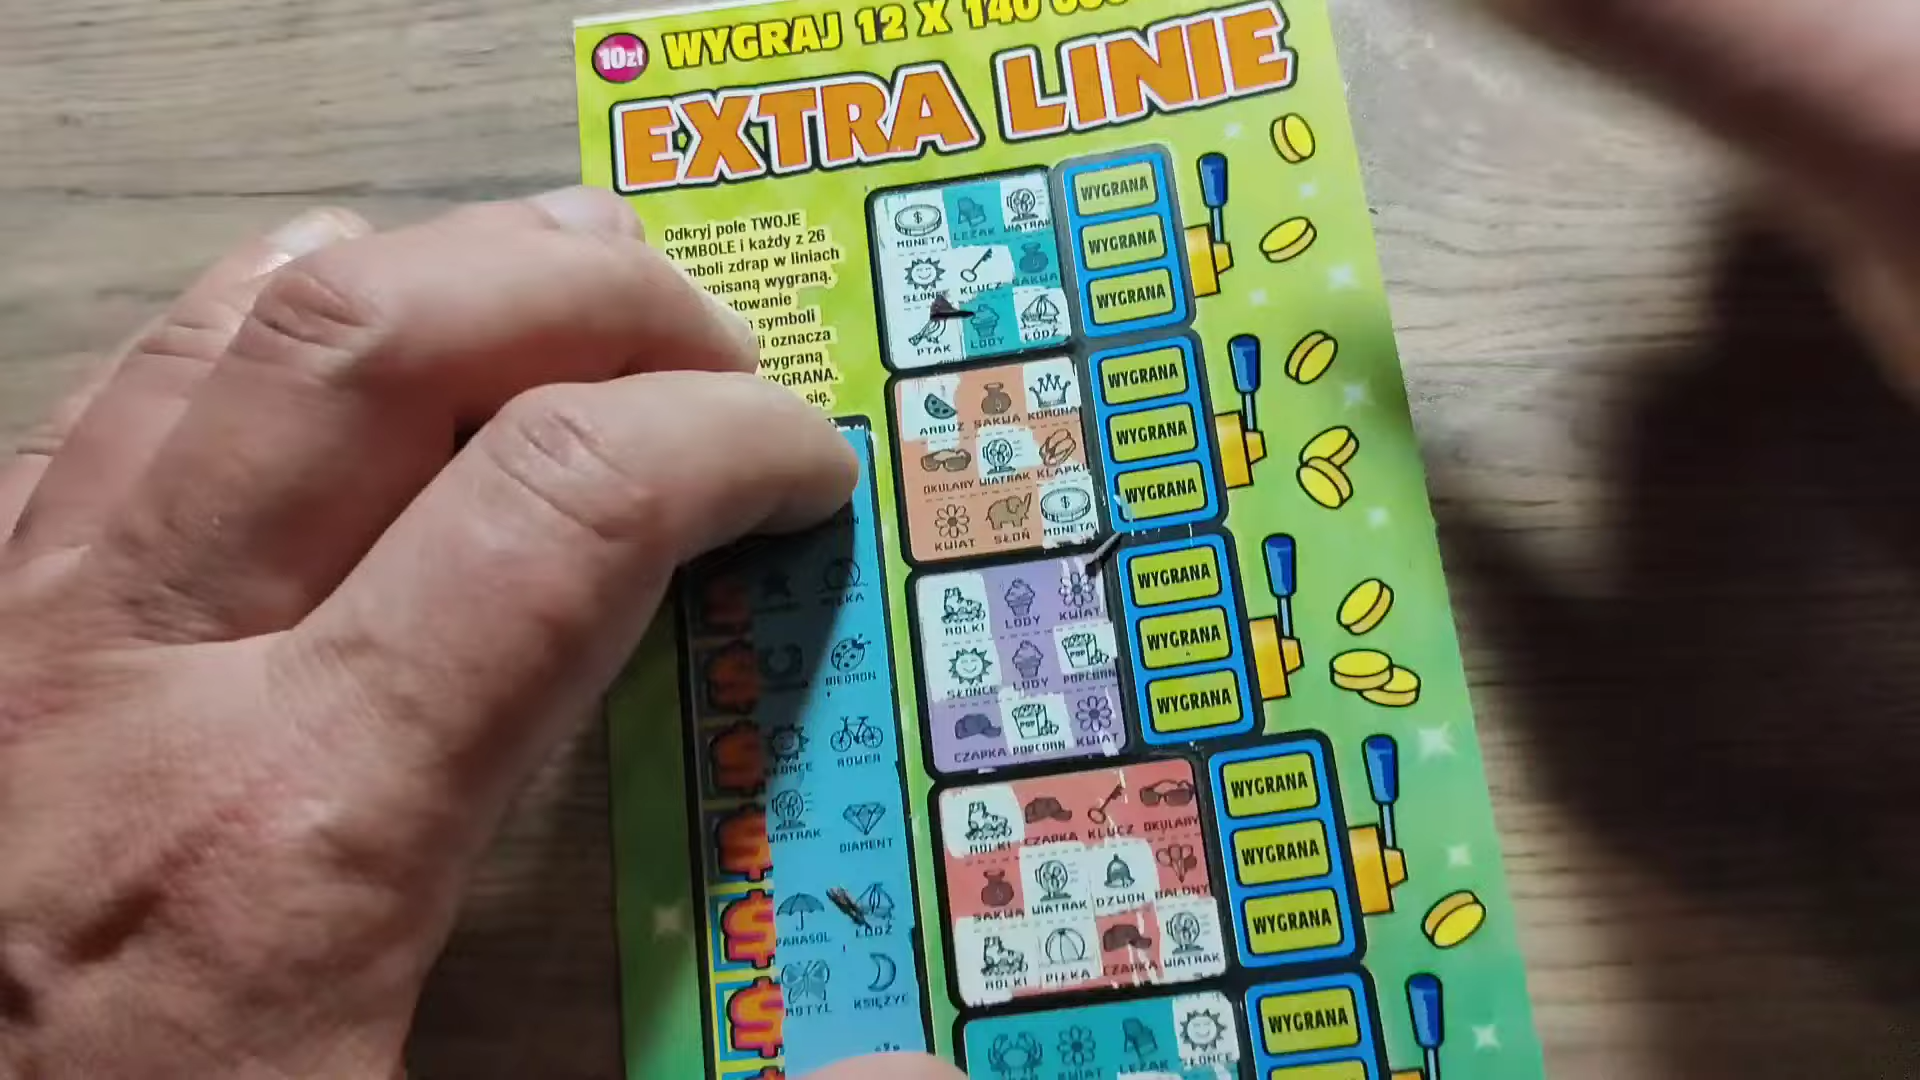 10zł WYGRAJ 12 X 140
EXTRA LINIE
Odkryj pole TWOJE
SYMBOLE i każdy z 26
zdrap w liniach
wygraną.
symboli
oznacza
wygraną
WYGRANA.
się.
MONETA LEŻAK WIATRAK
SŁOŃCE KLUCZ SAKWA
PTAK LODY ŁÓDŹ
WYGRANA
WYGRANA
WYGRANA
ARBUZ SAKWA KORONA
OKULARY WIATRAK KLAPKI
KWIAT SŁOŃ MONETA
WYGRANA
WYGRANA
WYGRANA
ROLKI LODY KWIAT
SŁOŃCE LODY POPCORN
CZAPKA POPCORN KWIAT
WYGRANA
WYGRANA
WYGRANA
ROLKI CZAPKA KLUCZ OKULARY
SAKWA WIATRAK DZWON BALONY
ROLKI PIŁKA CZAPKA WIATRAK
WYGRANA
WYGRANA
WYGRANA
KWIAT LEŻAK SŁOŃCE
WYGRANA
PIŁKA
BIEDRON
SŁOŃCE ROWER
WIATRAK DIAMENT
PARASOL ŁÓDŹ
MOTYL KSIĘŻYC